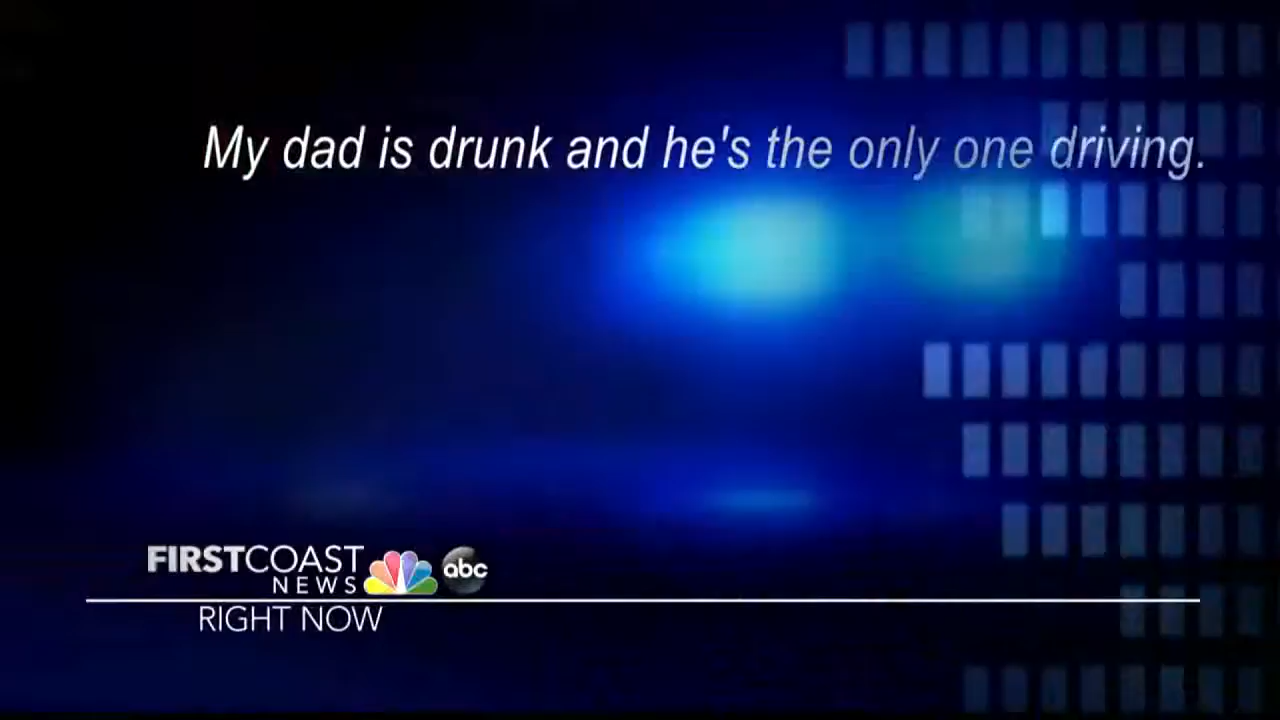 My dad is drunk and he's the only one driving.
FIRSTCOAST
NEWS
abc
RIGHT NOW